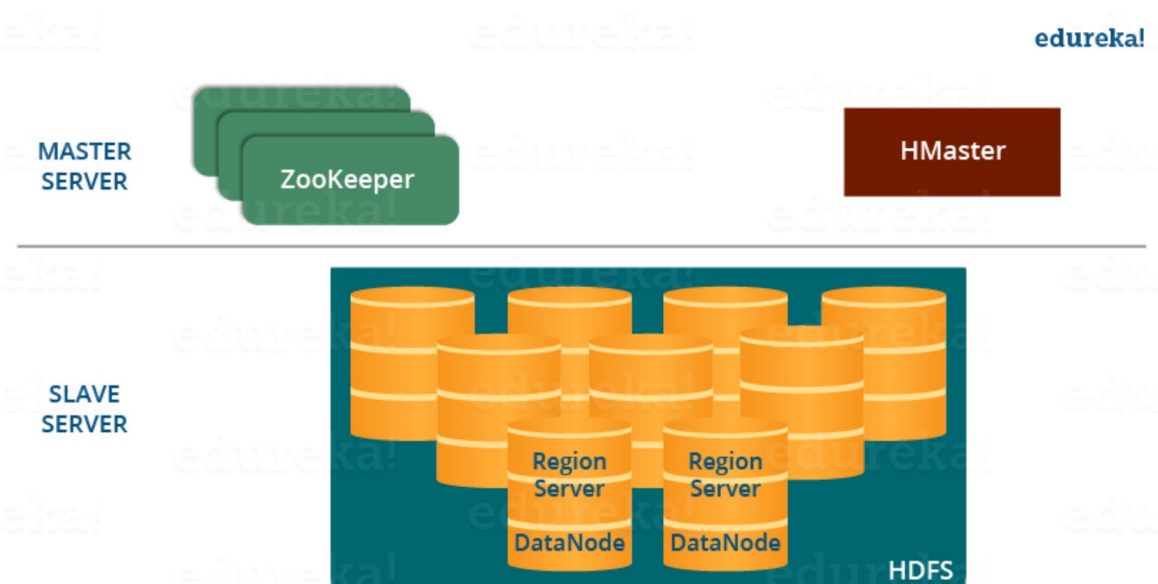 edureka!
MASTER
SERVER
ZooKeeper
HMaster
SLAVE
SERVER
Region
Server
DataNode
Region
Server
DataNode
HDFS